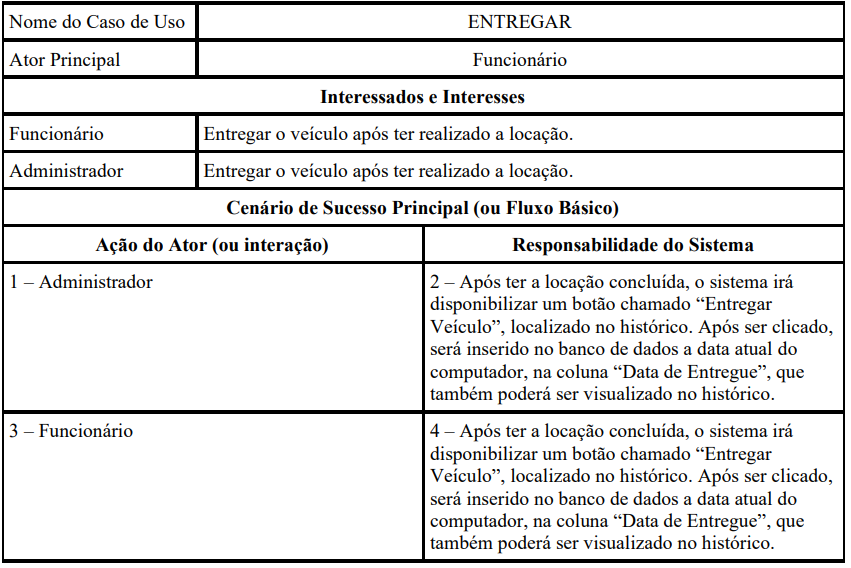 Nome do Caso de Uso ENTREGAR
Ator Principal Funcionário
Interessados e Interesses
Funcionário Entregar o veículo após ter realizado a locação.
Administrador Entregar o veículo após ter realizado a locação.
Cenário de Sucesso Principal (ou Fluxo Básico)
Ação do Ator (ou interação) Responsabilidade do Sistema
1 – Administrador
2 – Após ter a locação concluída, o sistema irá
disponibilizar um botão chamado “Entregar
Veículo”, localizado no histórico. Após ser clicado,
será inserido no banco de dados a data atual do
computador, na coluna “Data de Entregue”, que
também poderá ser visualizado no histórico.
3 – Funcionário
4 – Após ter a locação concluída, o sistema irá
disponibilizar um botão chamado “Entregar
Veículo”, localizado no histórico. Após ser clicado,
será inserido no banco de dados a data atual do
computador, na coluna “Data de Entregue”, que
também poderá ser visualizado no histórico.